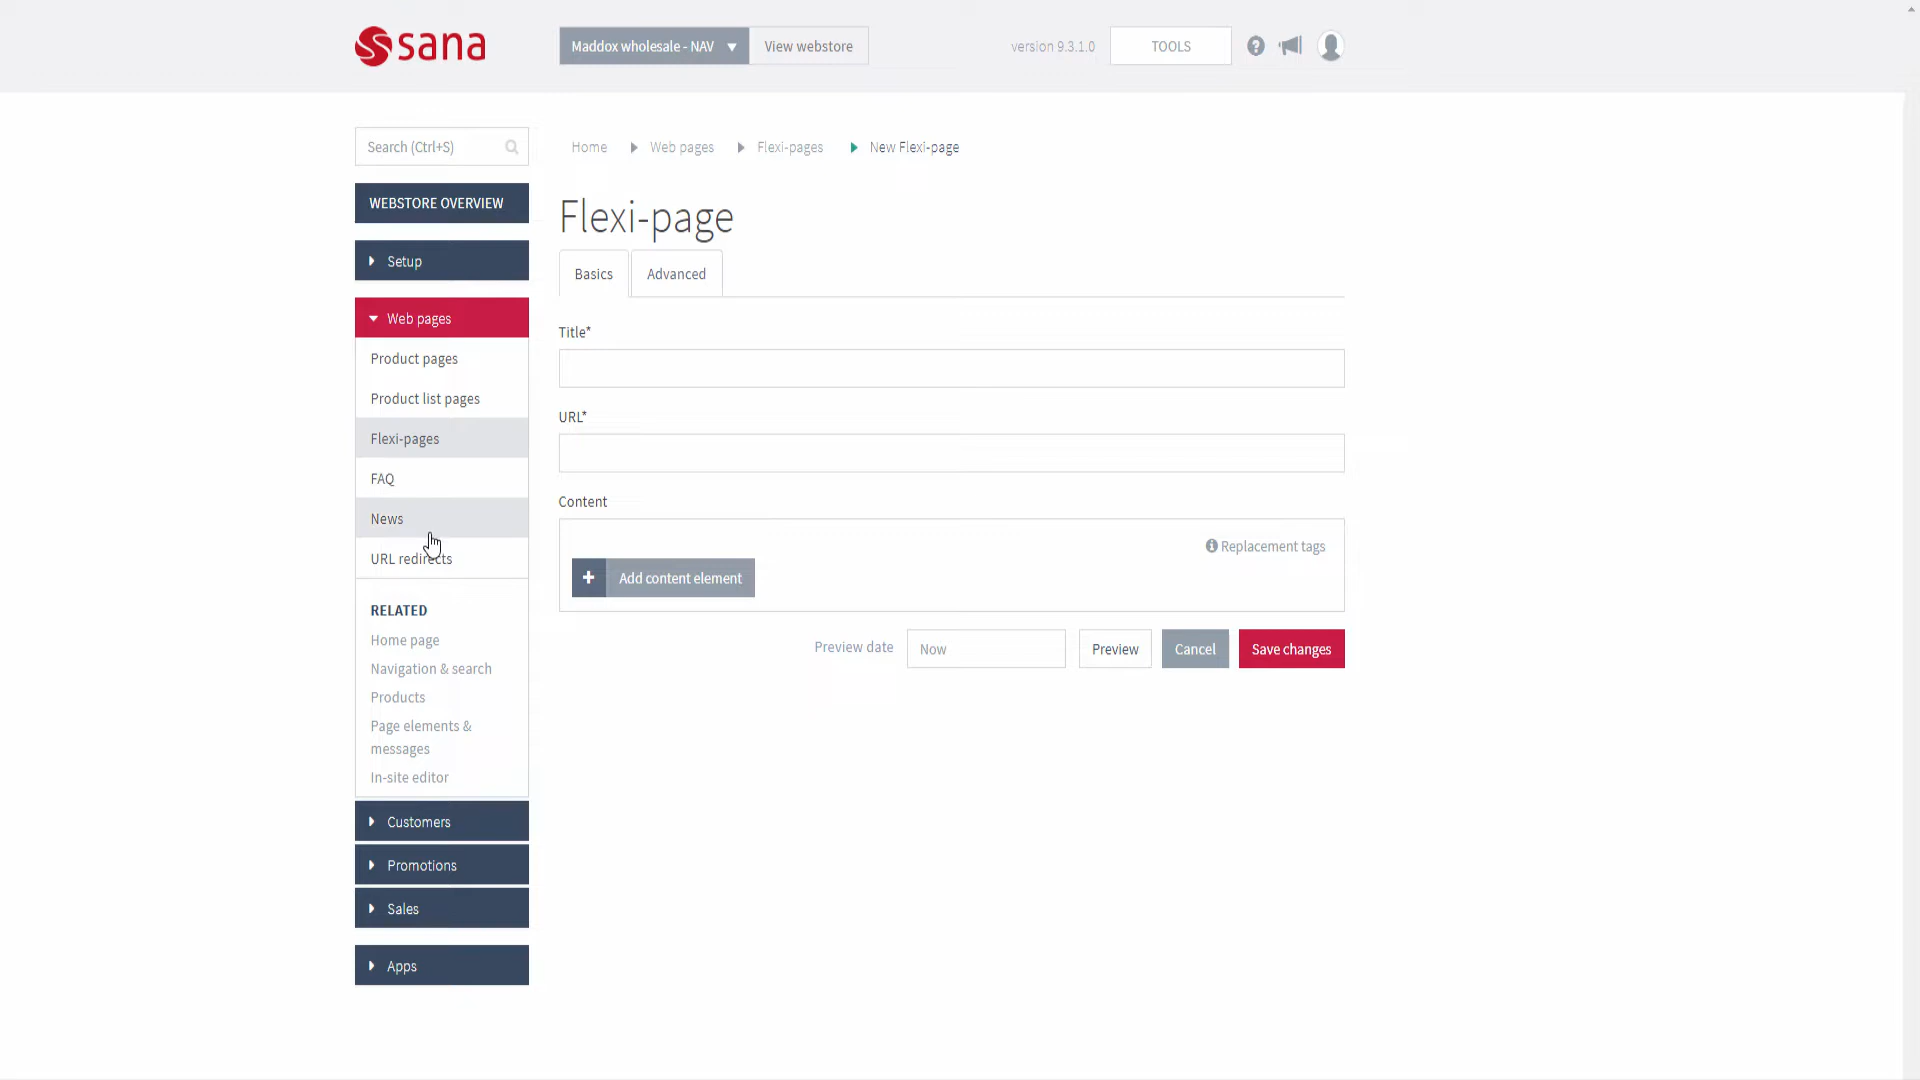 sana
Maddox wholesale - NAV
View webstore
version 9.3.1.0
TOOLS
Search (Ctrl+S)
Home
Web pages
Flexi-pages
New Flexi-page
WEBSTORE OVERVIEW
Setup
Web pages
Product pages
Product list pages
Flexi-pages
FAQ
News
URL redirects
RELATED
Home page
Navigation & search
Products
Page elements &
messages
In-site editor
Customers
Promotions
Sales
Apps
Flexi-page
Basics
Advanced
Title*
URL*
Content
Replacement tags
+ Add content element
Preview date
Now
Preview
Cancel
Save changes